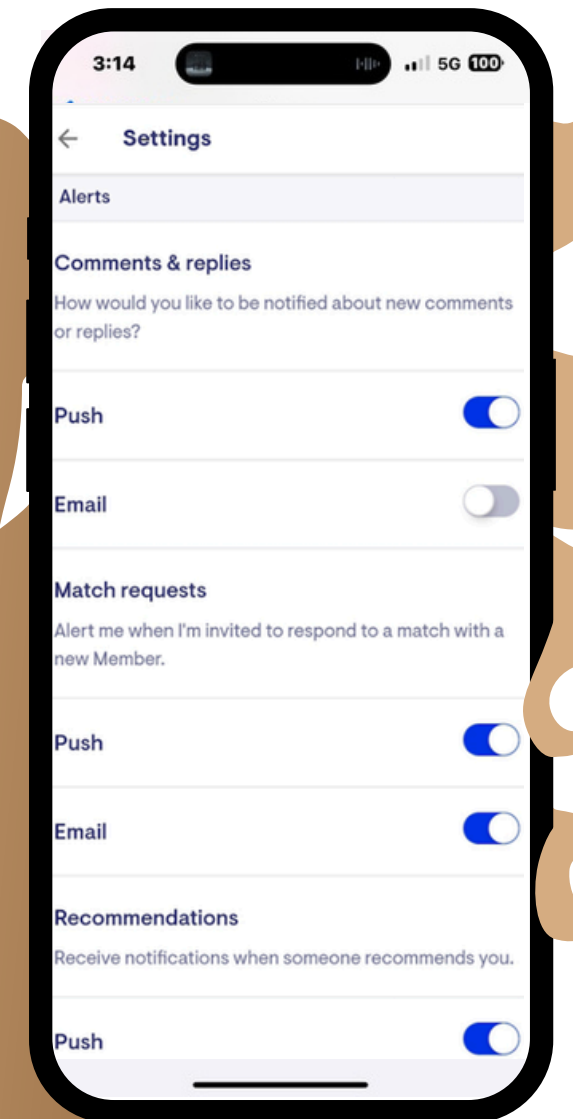 3:14 5G 100
Settings
Alerts
Comments & replies
How would you like to be notified about new comments
or replies?
Push
Email
Match requests
Alert me when I'm invited to respond to a match with a
new Member.
Push
Email
Recommendations
Receive notifications when someone recommends you.
Push